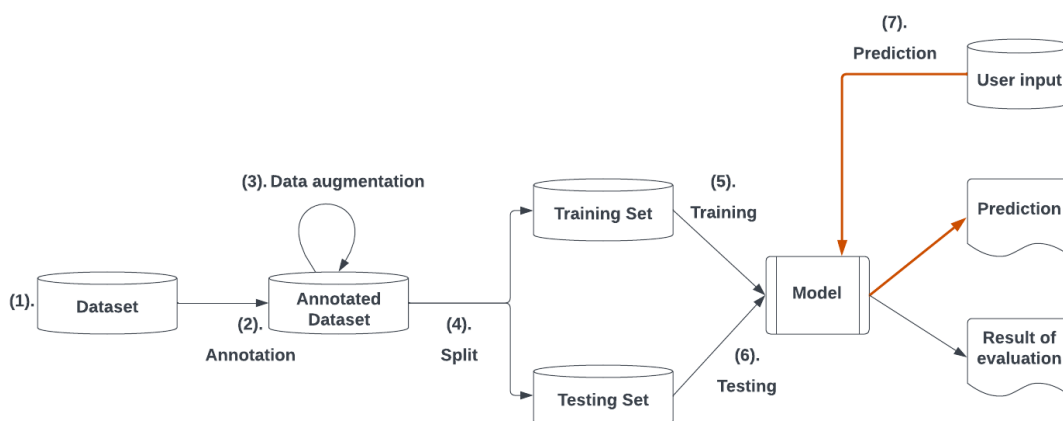 (1).
Dataset
(2).
Annotation
(3). Data augmentation
Annotated
Dataset
(4).
Split
Training Set
Testing Set
(5).
Training
(6).
Testing
Model
(7).
Prediction
User input
Prediction
Result of
evaluation